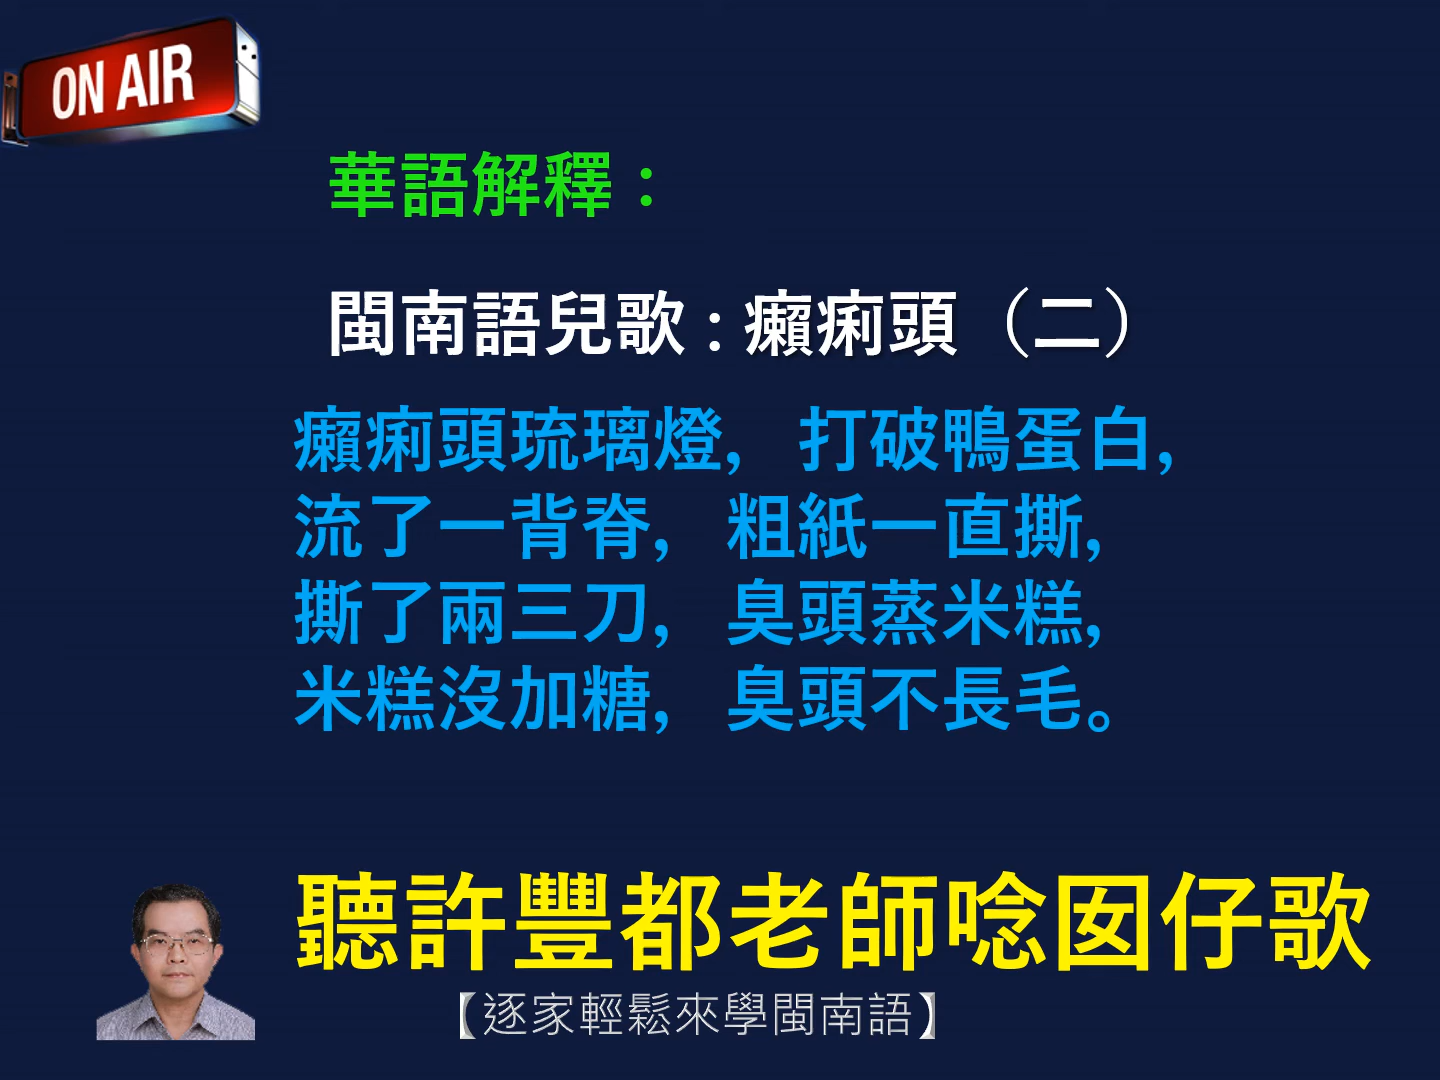 ON AIR
華語解釋：
閩南語兒歌 : 癩痢頭（二）
癩痢頭琉璃燈,　打破鴨蛋白,
流了一背脊,　粗紙一直撕,
撕了兩三刀,　臭頭蒸米糕,
米糕沒加糖,　臭頭不長毛。
聽許豐都老師唸囡仔歌
【逐家輕鬆來學閩南語】